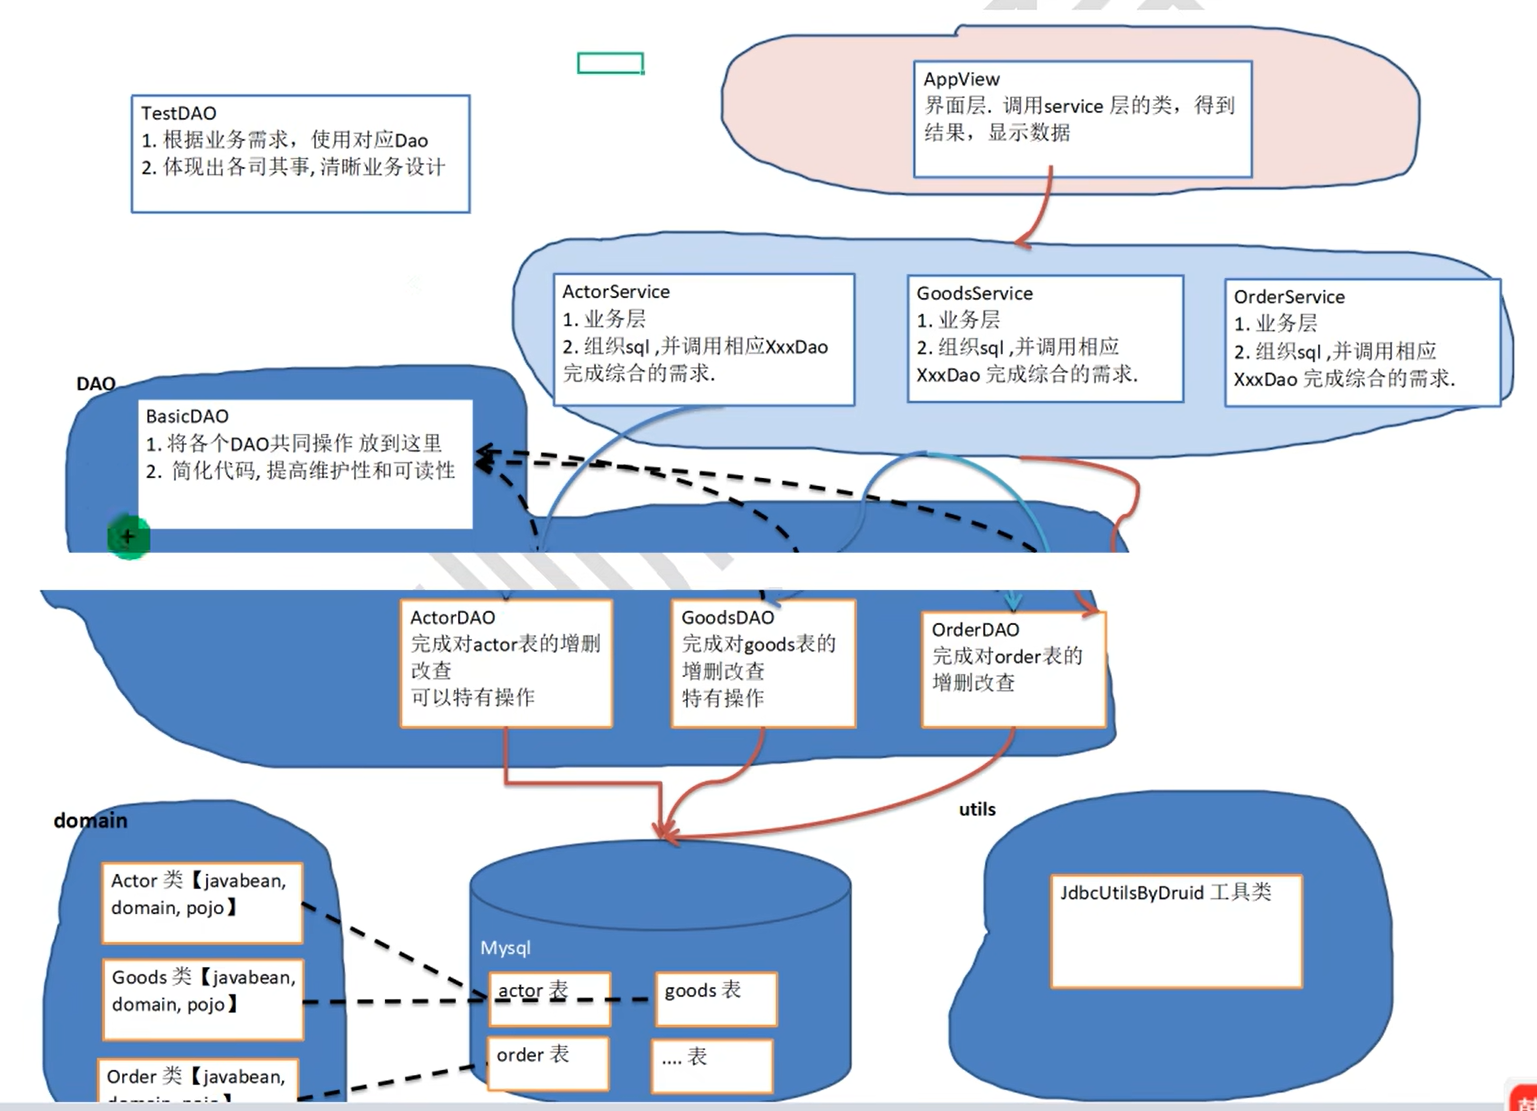 TestDAO
1. 根据业务需求，使用对应Dao
2. 体现出各司其事, 清晰业务设计
AppView
界面层. 调用service 层的类，得到
结果，显示数据
ActorService
1. 业务层
2. 组织sql ,并调用相应XxxDao
完成综合的需求.
GoodsService
1. 业务层
2. 组织sql ,并调用相应
XxxDao 完成综合的需求.
OrderService
1. 业务层
2. 组织sql ,并调用相应
XxxDao 完成综合的需求.
DAO
BasicDAO
1. 将各个DAO共同操作 放到这里
2. 简化代码, 提高维护性和可读性
ActorDAO
完成对actor表的增删
改查
可以特有操作
GoodsDAO
完成对goods表的
增删改查
特有操作
OrderDAO
完成对order表的
增删改查
domain
Actor 类【javabean,
domain, pojo】
Goods 类【javabean,
domain, pojo】
Order 类【javabean,
domain, pojo】
Mysql
actor 表
goods 表
order 表
.... 表
utils
JdbcUtilsByDruid 工具类